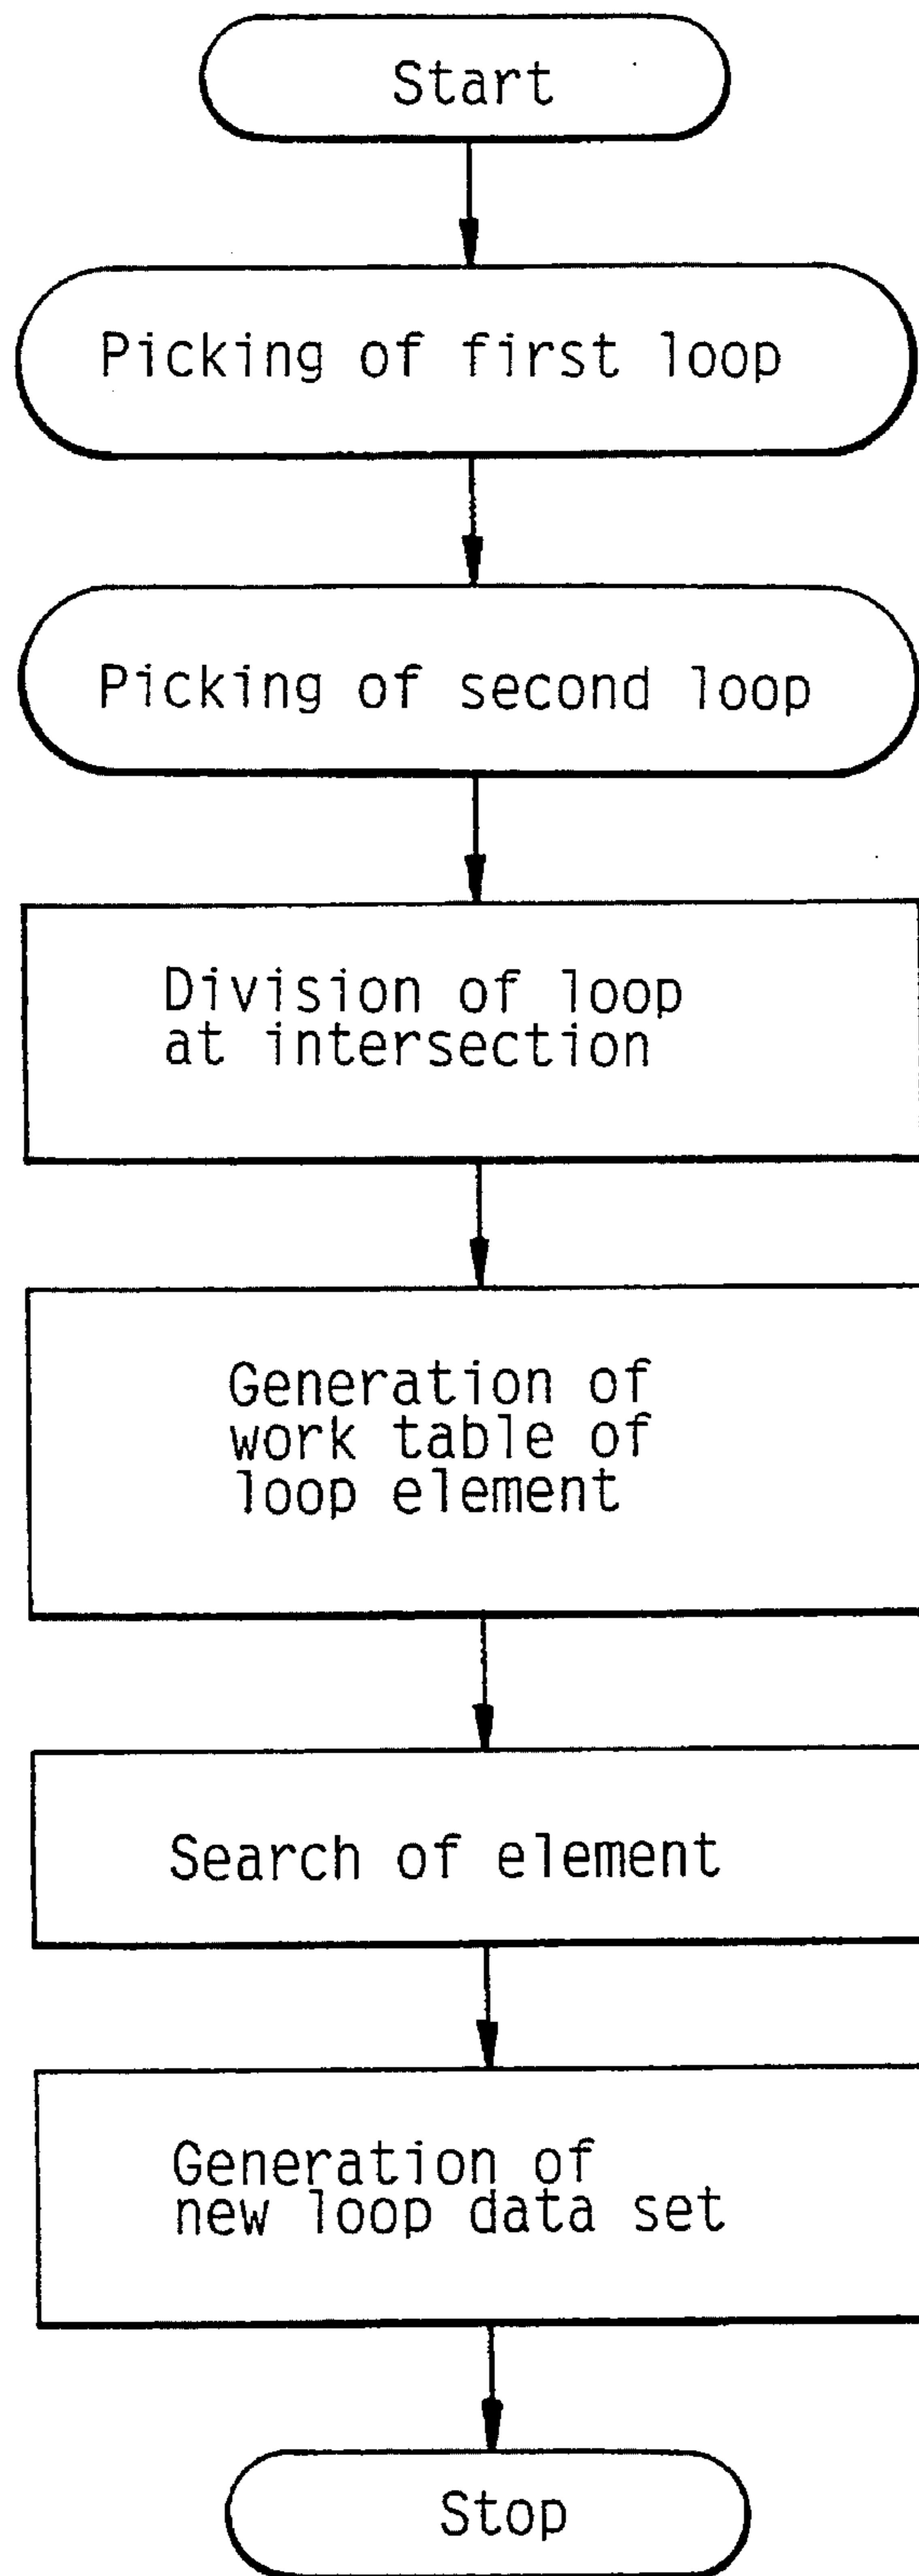 Start
Picking of first loop
Picking of second loop
Division of loop
at intersection
Generation of
work table of
loop element
Search of element
Generation of
new loop data set
Stop